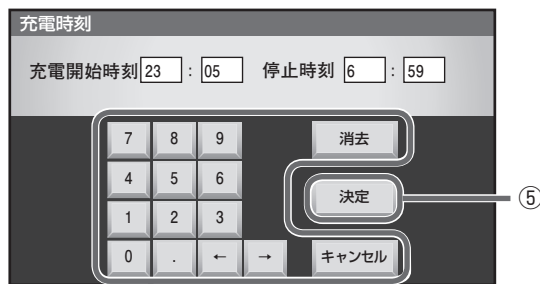 充電時刻
充電開始時刻 23 : 05 停止時刻 6 : 59
7 8 9 消去
4 5 6
決定 ⑤
1 2 3
0 . ← → キャンセル